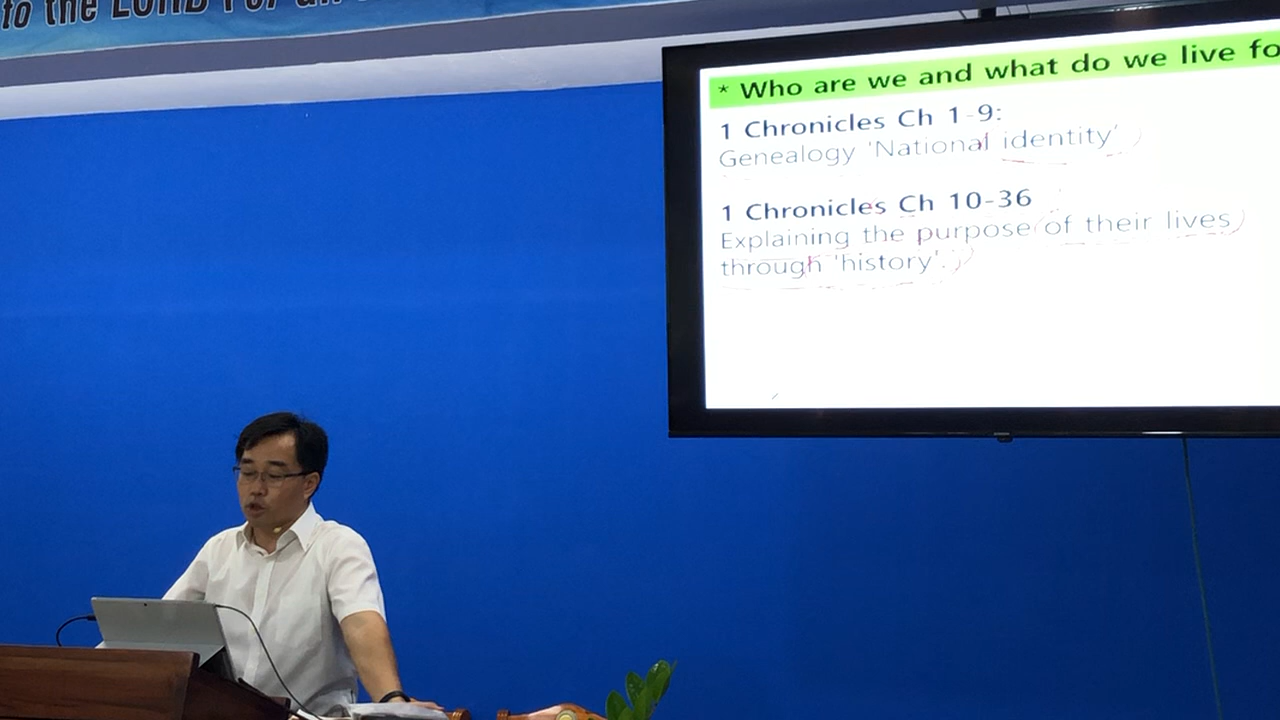 to the LORD For
* Who are we and what do we live fo
1 Chronicles Ch 1-9:
Genealogy 'National identity'
1 Chronicles Ch 10-36
Explaining the purpose of their lives
through 'history'.